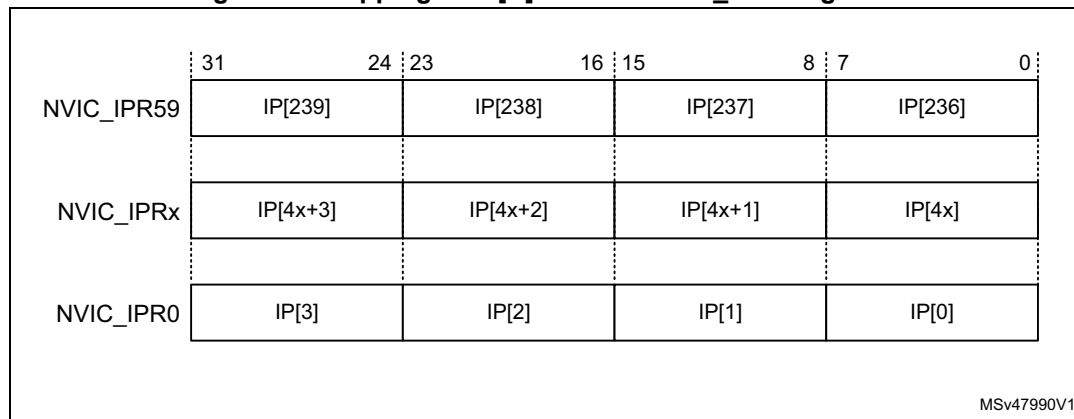 31 24 23 16 15 8 7 0
NVIC_IPR59 IP[239] IP[238] IP[237] IP[236]
NVIC_IPRx IP[4x+3] IP[4x+2] IP[4x+1] IP[4x]
NVIC_IPR0 IP[3] IP[2] IP[1] IP[0]
MSv47990V1